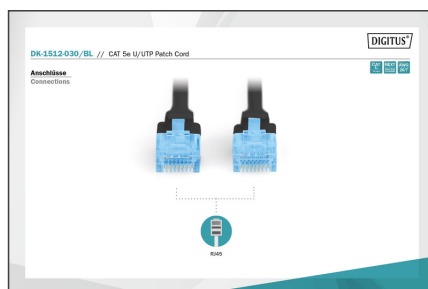 DIGITUS®
DK-1512-030/BL // CAT 5e U/UTP Patch Cord
Anschlüsse
Connections
RJ45